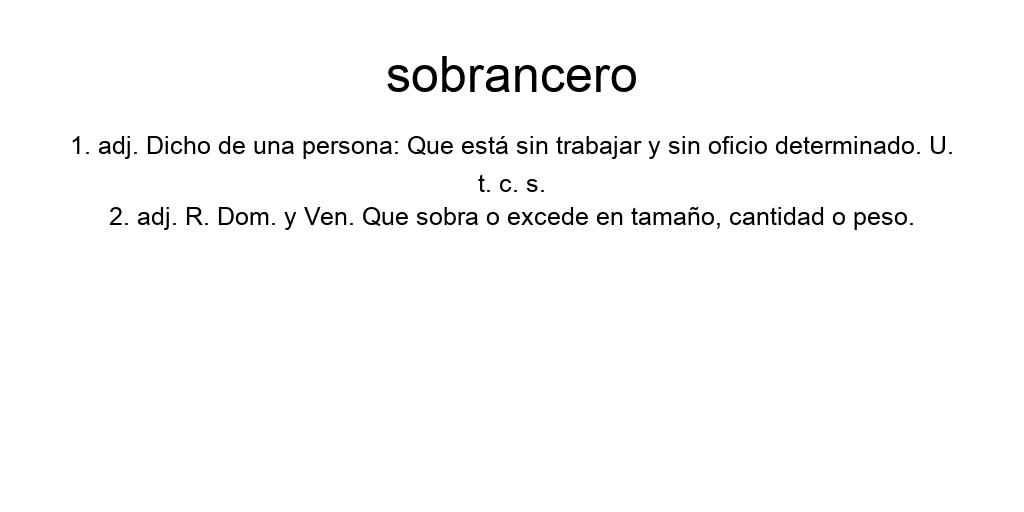 sobrancero
1. adj. Dicho de una persona: Que está sin trabajar y sin oficio determinado. U.
t. c. s.
2. adj. R. Dom. y Ven. Que sobra o excede en tamaño, cantidad o peso.